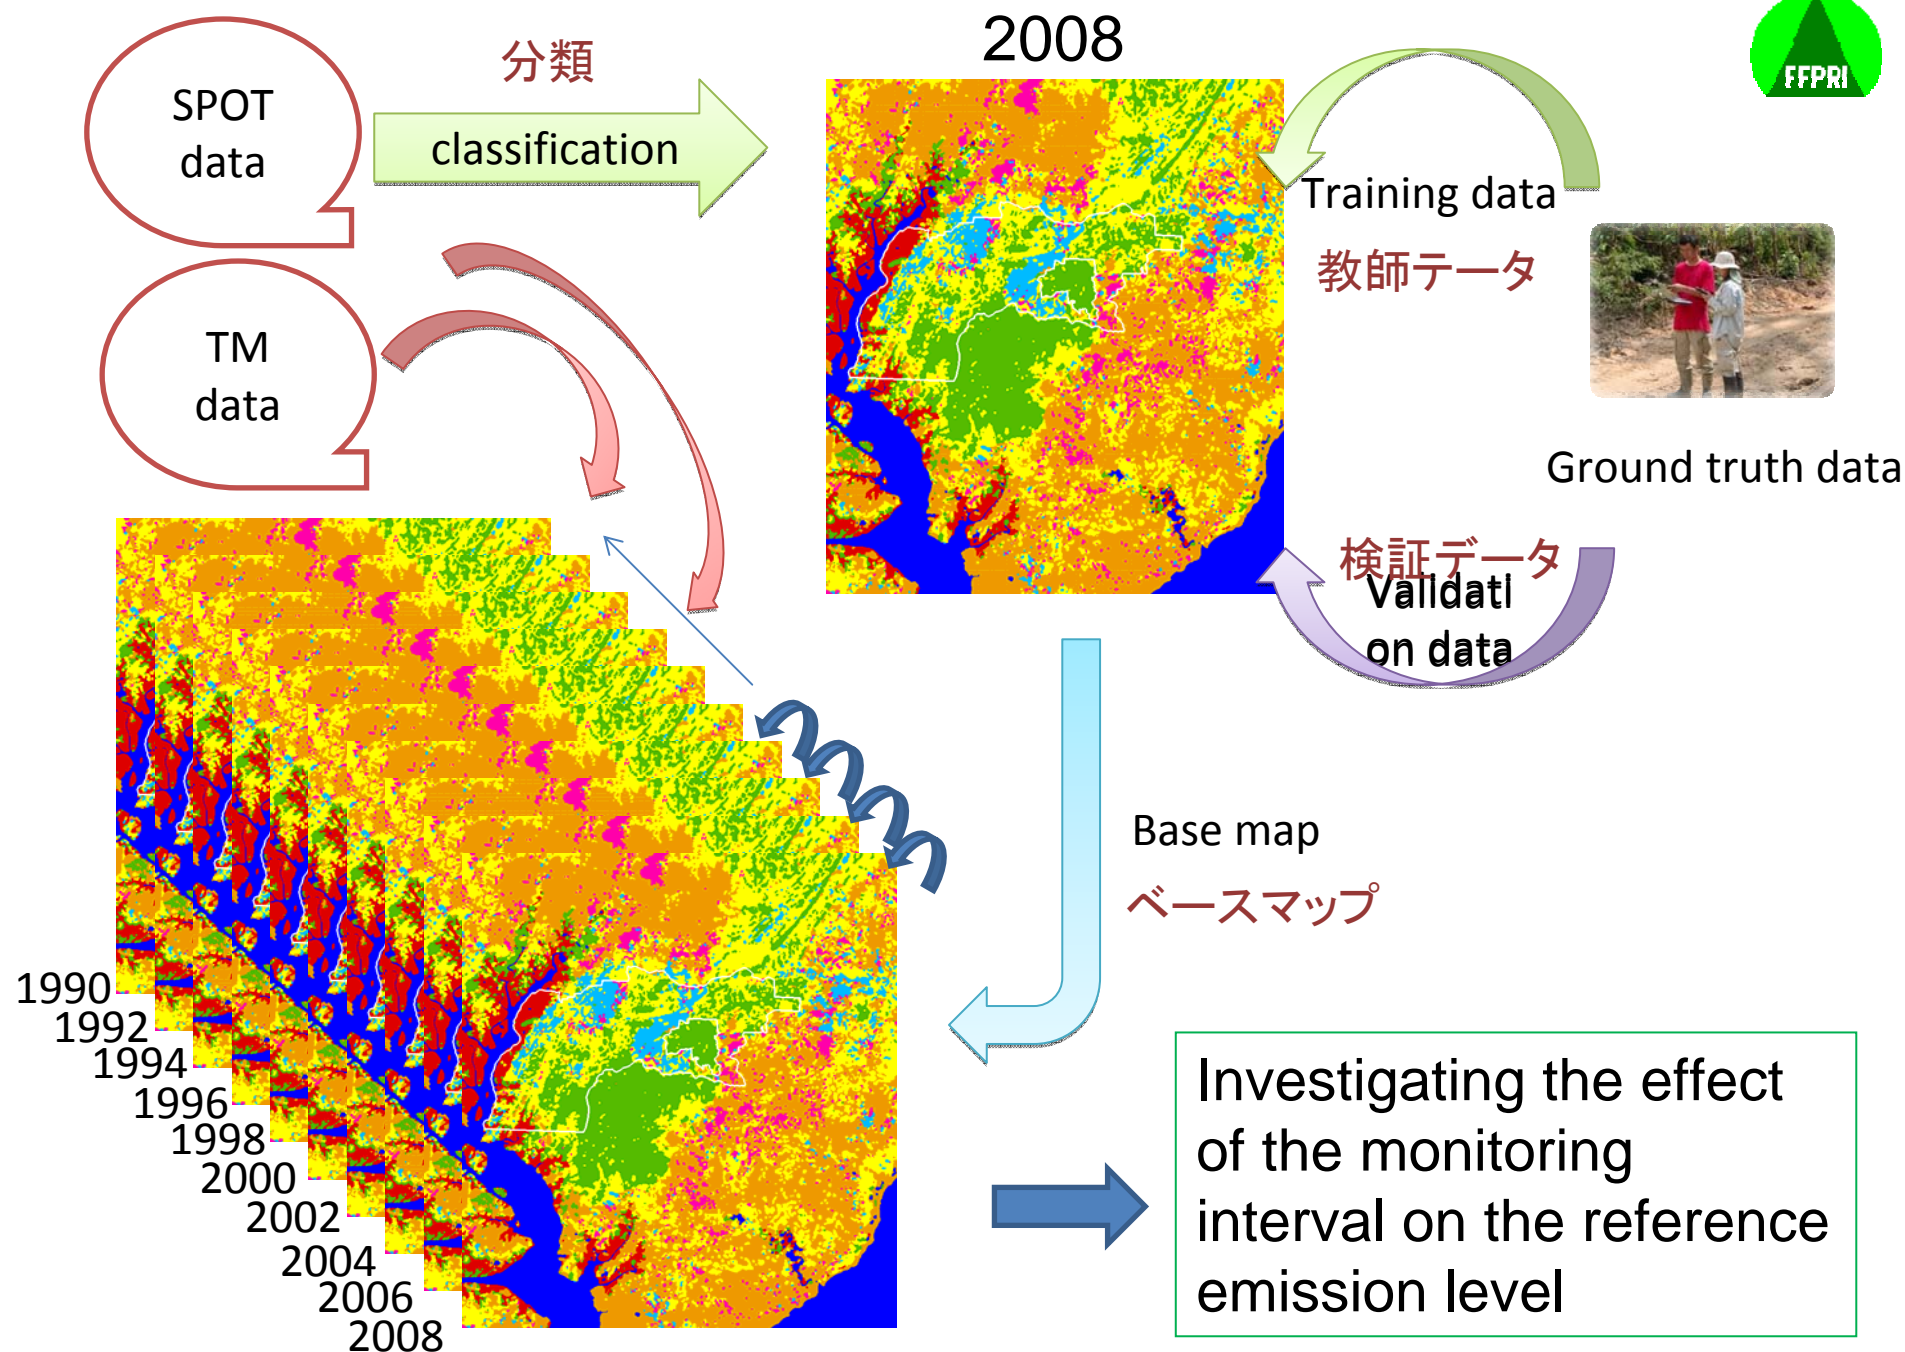 SPOT
data
分類
classification
2008
FFPRI
Training data
教師テータ
TM
data
Ground truth data
検証データ
Validati
on data
Base map
ベースマップ
1990
1992
1994
1996
1998
2000
2002
2004
2006
2008
Investigating the effect
of the monitoring
interval on the reference
emission level